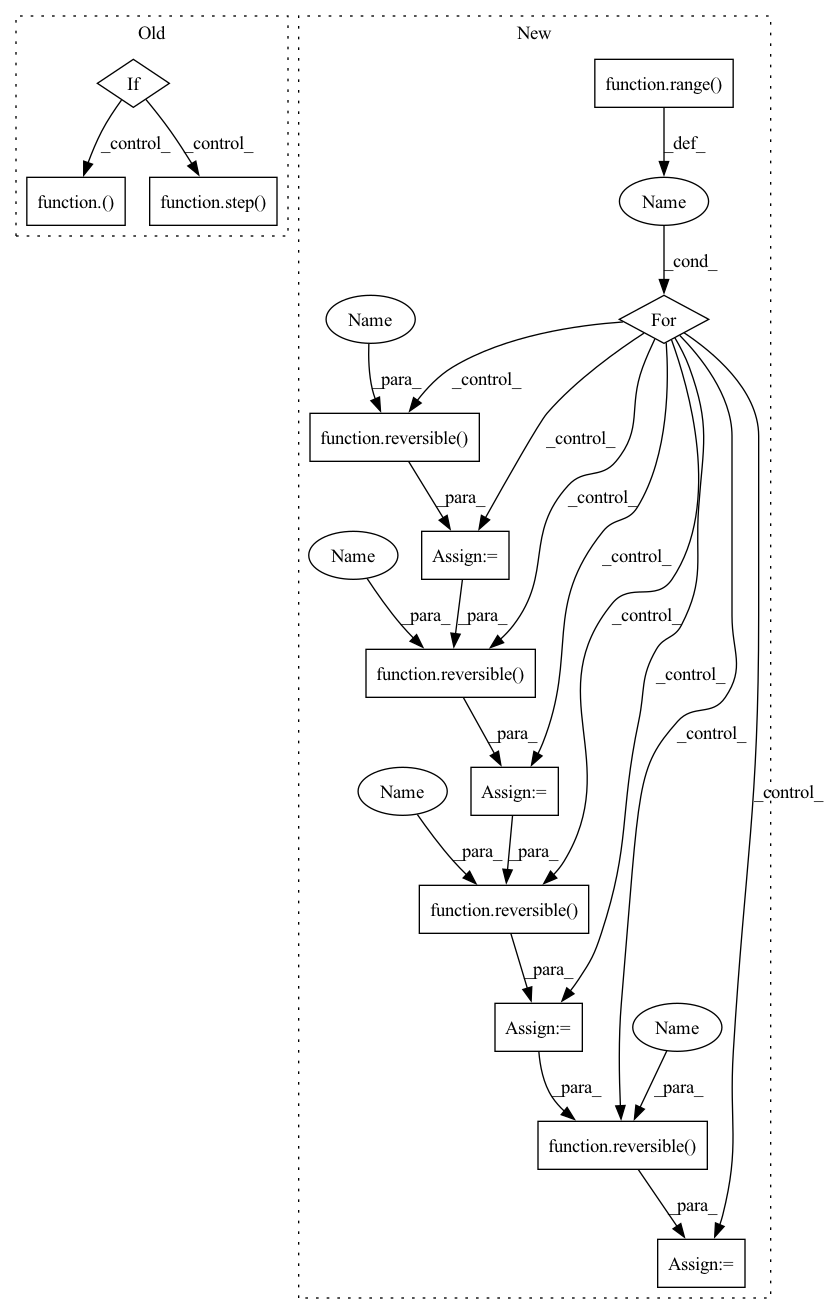 Old
New
If
function.range()
_control_
_control_
_def_
function.()
function.step()
Name
_cond_
Name
For
_para_
_control_
function.reversible()
_control_
_para_
_control_
Name
Assign:=
_control_
_para_
_para_
_control_
function.reversible()
_control_
_para_
_control_
Name
Assign:=
_control_
_para_
_para_
function.reversible()
_para_
Assign:=
Name
_para_
_para_
function.reversible()
_para_
Assign:=